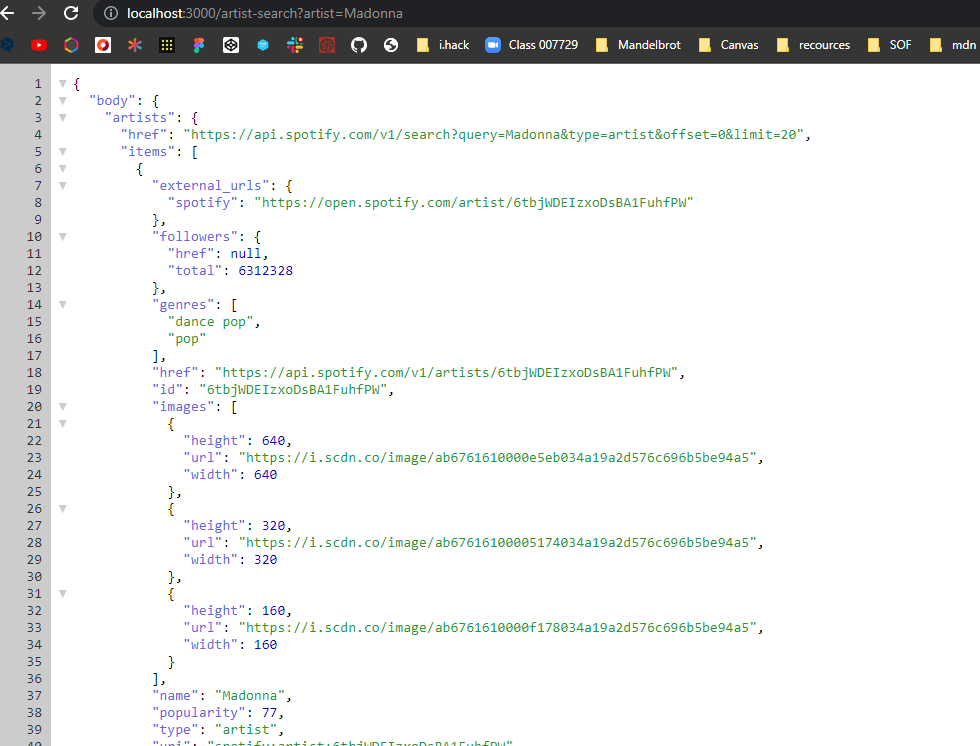 localhost:3000/artist-search?artist=Madonna
i.hack Class 007729 Mandelbrot Canvas recources SOF mdn
1 {
2 "body": {
3 "artists": {
4 "href": "https://api.spotify.com/v1/search?query=Madonna&type=artist&offset=0&limit=20",
5 "items": [
6 {
7 "external_urls": {
8 "spotify": "https://open.spotify.com/artist/6tbjWDEIzxoDsBA1FuhfPW"
9 },
10 "followers": {
11 "href": null,
12 "total": 6312328
13 },
14 "genres": [
15 "dance pop",
16 "pop"
17 ],
18 "href": "https://api.spotify.com/v1/artists/6tbjWDEIzxoDsBA1FuhfPW",
19 "id": "6tbjWDEIzxoDsBA1FuhfPW",
20 "images": [
21 {
22 "height": 640,
23 "url": "https://i.scdn.co/image/ab6761610000e5eb034a19a2d576c696b5be94a5",
24 "width": 640
25 },
26 {
27 "height": 320,
28 "url": "https://i.scdn.co/image/ab67616100005174034a19a2d576c696b5be94a5",
29 "width": 320
30 },
31 {
32 "height": 160,
33 "url": "https://i.scdn.co/image/ab6761610000f178034a19a2d576c696b5be94a5",
34 "width": 160
35 }
36 ],
37 "name": "Madonna",
38 "popularity": 77,
39 "type": "artist",
40 "uri": "spotify:artist:6tbjWDEIzxoDsBA1FuhfPW"